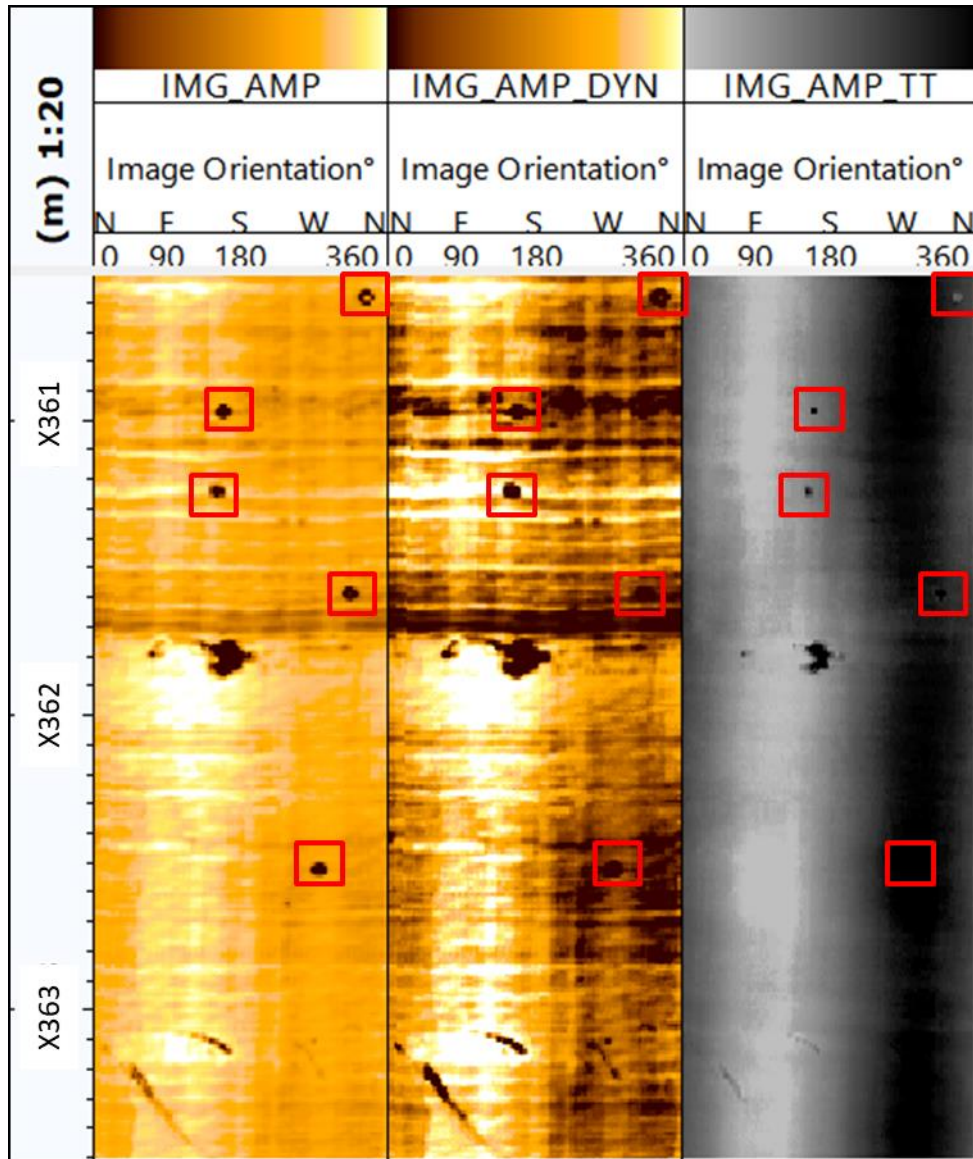 (m) 1:20
IMG_AMP
IMG_AMP_DYN
IMG_AMP_TT
Image Orientation°
Image Orientation°
Image Orientation°
N E S W N
N E S W N
N E S W N
0 90 180 360
0 90 180 360
0 90 180 360
X361
X362
X363